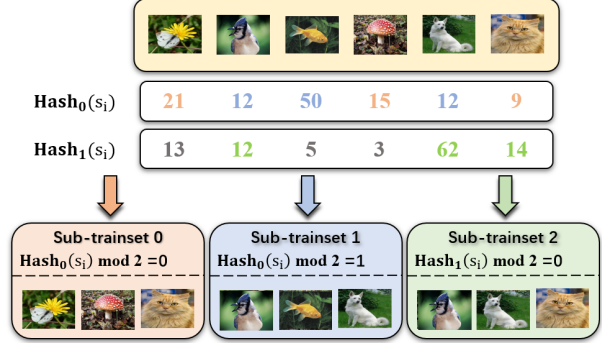 Hash₀(sᵢ) 21 12 50 15 12 9
Hash₁(sᵢ) 13 12 5 3 62 14
Sub-trainset 0
Hash₀(sᵢ) mod 2 =0
Sub-trainset 1
Hash₀(sᵢ) mod 2 =1
Sub-trainset 2
Hash₁(sᵢ) mod 2 =0